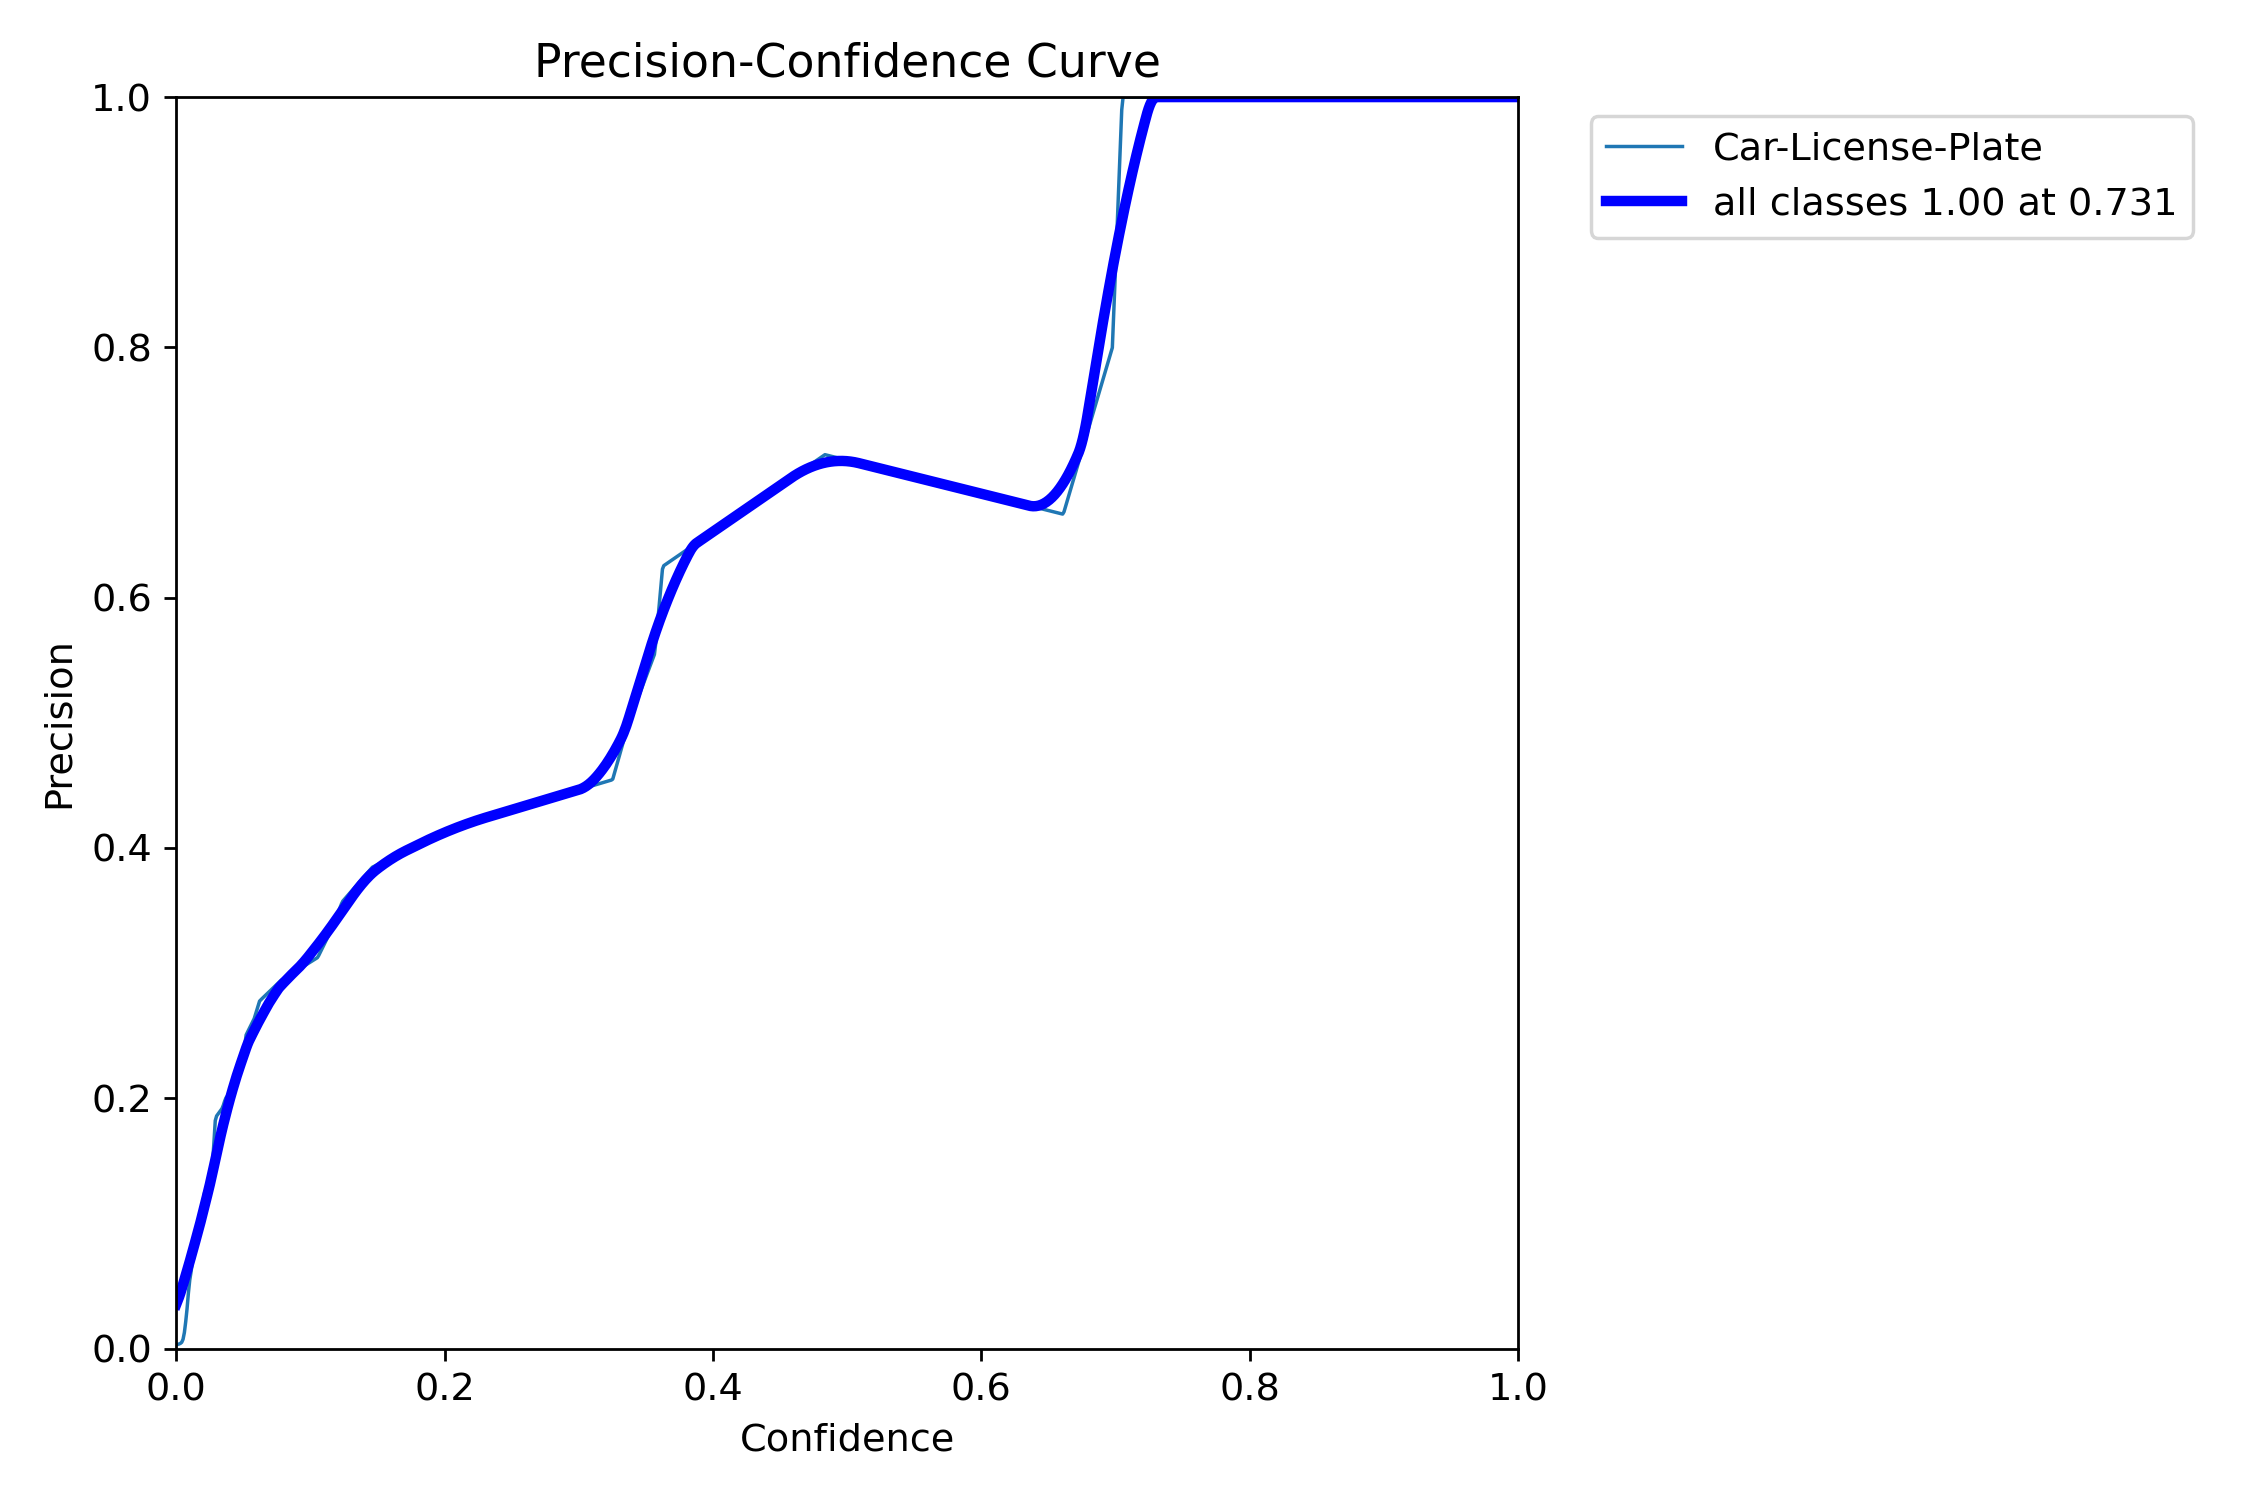 Precision-Confidence Curve
1.0
0.8
0.6
0.4
0.2
0.0
Precision
0.0 0.2 0.4 0.6 0.8 1.0
Confidence
Car-License-Plate
all classes 1.00 at 0.731